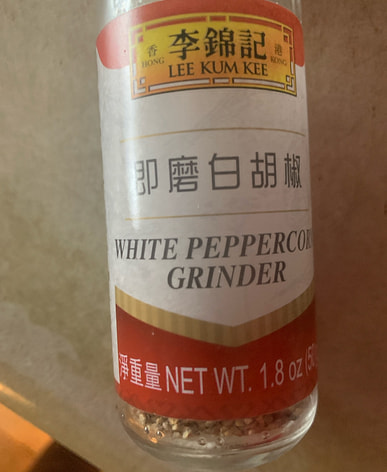 香 李錦記 港
HONG LEE KUM KEE KONG
即磨白胡椒
WHITE PEPPERCOR
GRINDER
淨重量 NET WT. 1.8 oz (5